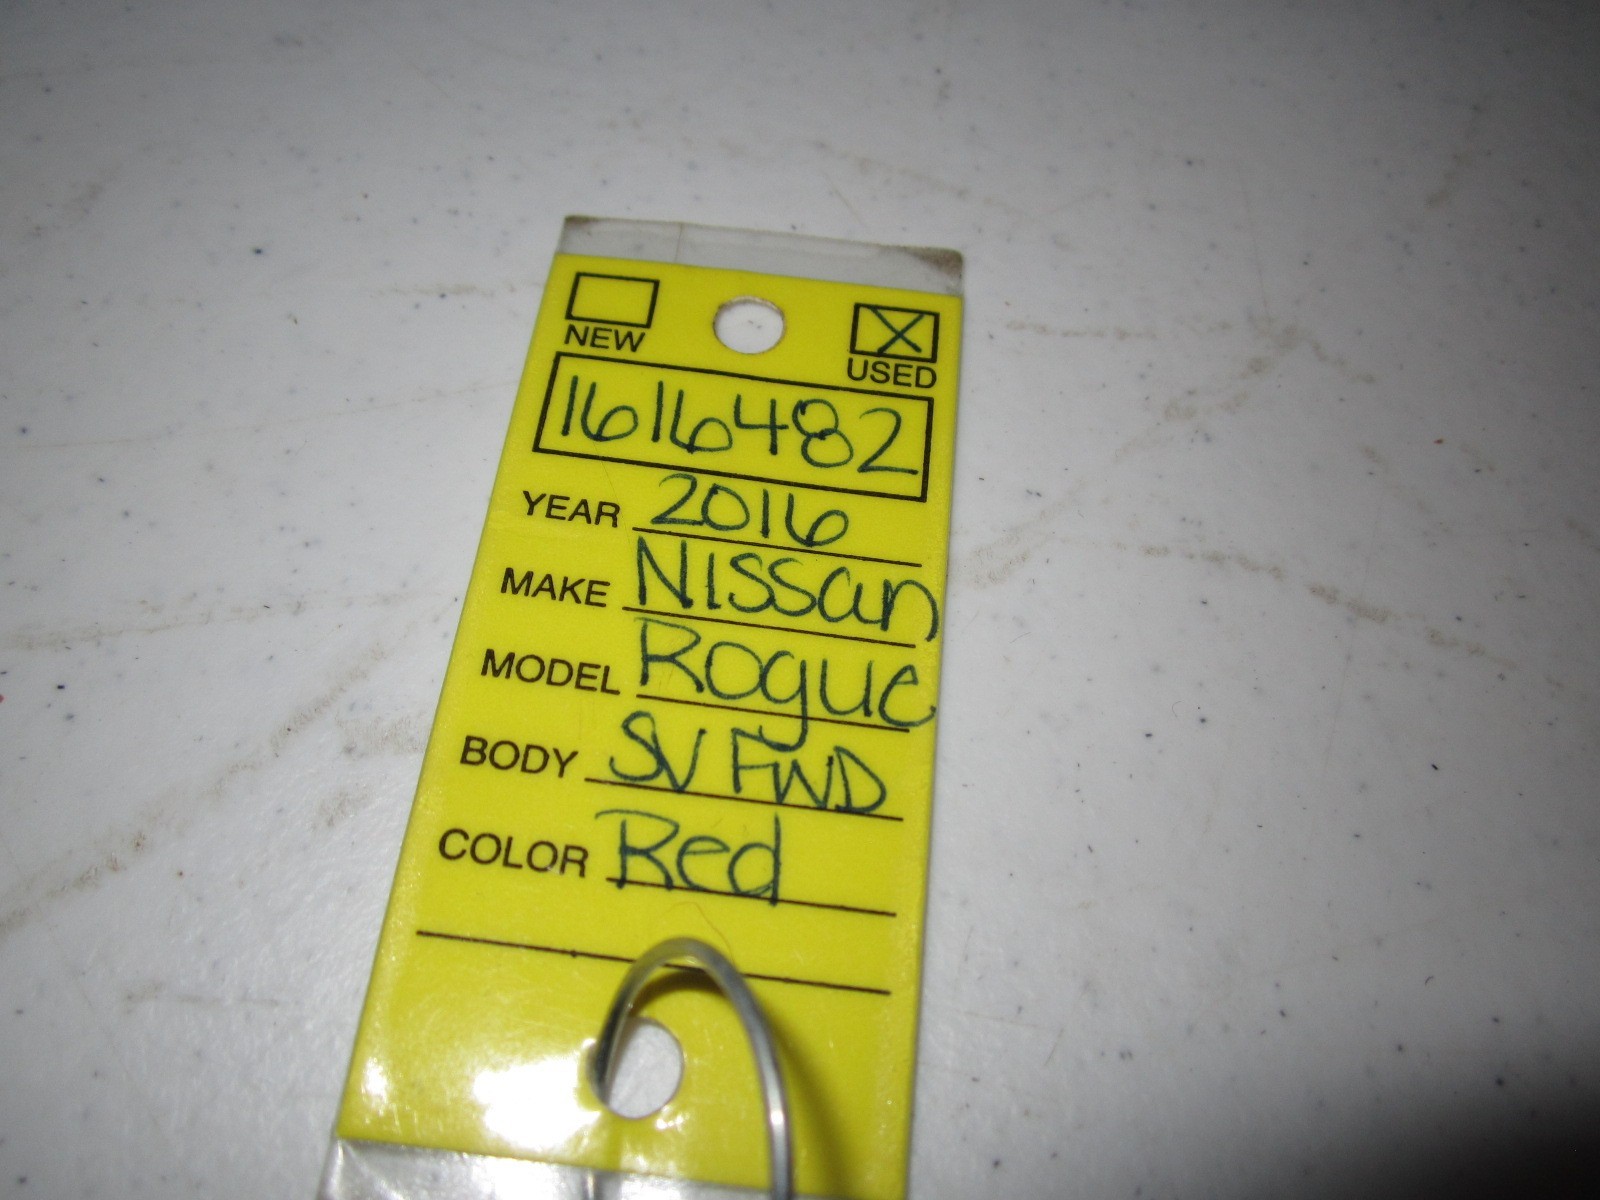 NEW USED
1616482
YEAR 2016
MAKE Nissan
MODEL Rogue
BODY SV FWD
COLOR Red